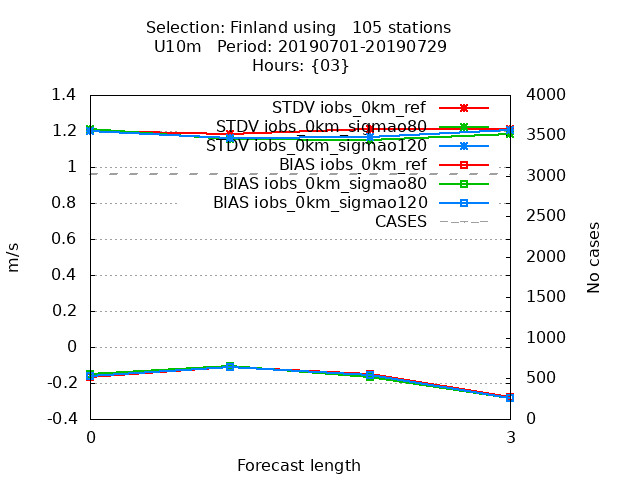 Selection: Finland using   105 stations
U10m   Period: 20190701-20190729
Hours: {03}
1.4
1.2
1
0.8
0.6
0.4
0.2
0
-0.2
-0.4
m/s
STDV iobs_0km_ref
STDV iobs_0km_sigmao80
STDV iobs_0km_sigmao120
BIAS iobs_0km_ref
BIAS iobs_0km_sigmao80
BIAS iobs_0km_sigmao120
CASES
4000
3500
3000
2500
2000
1500
1000
500
0
No cases
0 3
Forecast length